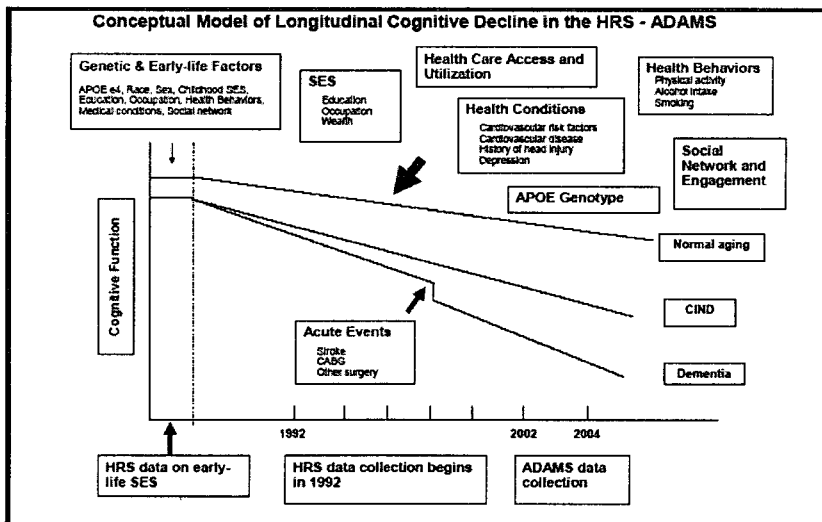 Conceptual Model of Longitudinal Cognitive Decline in the HRS - ADAMS
Genetic & Early-life Factors
APOE e4, Race, Sex, Childhood SES,
Education, Occupation, Health Behaviors,
Medical conditions, Social network
SES
Education
Occupation
Wealth
Health Care Access and
Utilization
Health Conditions
Cardiovascular risk factors
Cardiovascular disease
History of head injury
Depression
Health Behaviors
Physical activity
Alcohol intake
Smoking
Social
Network and
Engagement
APOE Genotype
Cognitive Function
Normal aging
CIND
Dementia
Acute Events
Stroke
CABG
Other surgery
1992
2002
2004
HRS data on early-
life SES
HRS data collection begins
in 1992
ADAMS data
collection